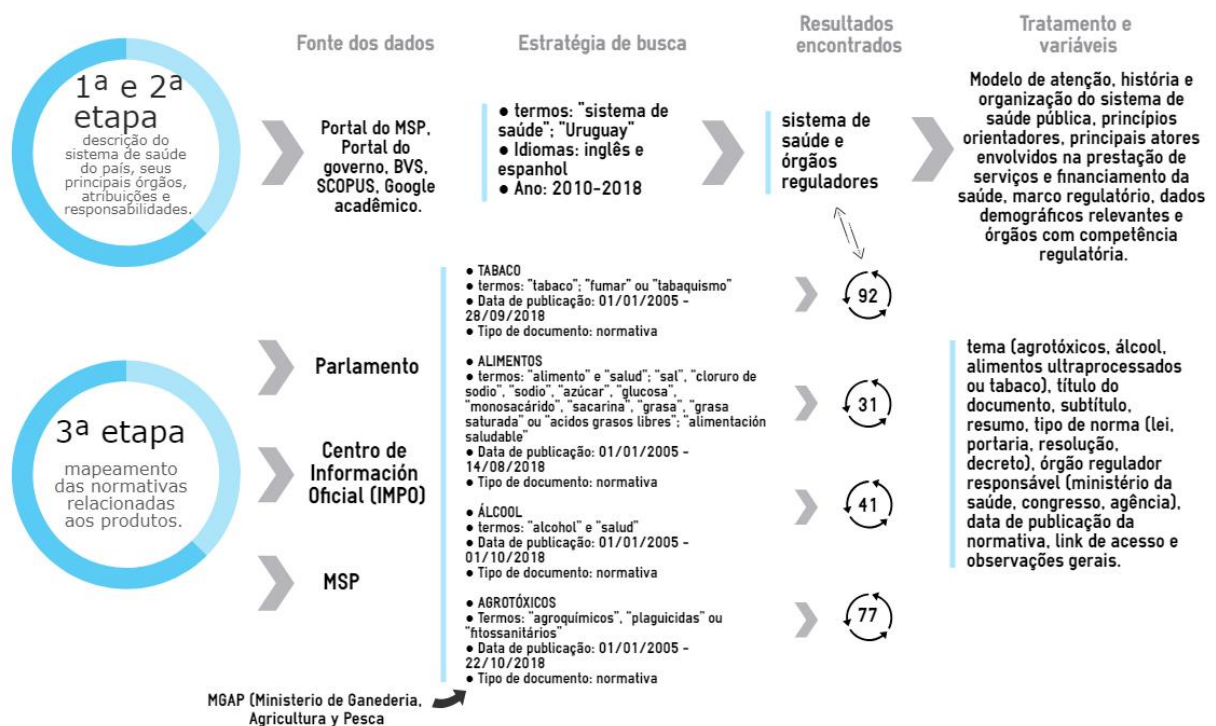 Fonte dos dados
Estratégia de busca
Resultados
encontrados
Tratamento e
variáveis
1ª e 2ª
etapa
descrição do
sistema de saúde
do país, seus
principais órgãos,
atribuições e
responsabilidades.
Portal do MSP,
Portal do
governo, BVS,
SCOPUS, Google
acadêmico.
● termos: "sistema de
saúde"; "Uruguay"
● Idiomas: inglês e
espanhol
● Ano: 2010-2018
sistema de
saúde e
órgãos
reguladores
Modelo de atenção, história e
organização do sistema de
saúde pública, princípios
orientadores, principais atores
envolvidos na prestação de
serviços e financiamento da
saúde, marco regulatório, dados
demográficos relevantes e
órgãos com competência
regulatória.
3ª etapa
mapeamento
das normativas
relacionadas
aos produtos.
Parlamento
Centro de
Información
Oficial (IMPO)
MSP
● TABACO
● termos: "tabaco"; "fumar" ou "tabaquismo"
● Data de publicação: 01/01/2005 -
28/09/2018
● Tipo de documento: normativa
92
● ALIMENTOS
● termos: "alimento" e "salud"; "sal", "cloruro de
sodio", "sodio", "azúcar", "glucosa",
"monosacárido", "sacarina", "grasa", "grasa
saturada" ou "acidos grasos libres"; "alimentación
saludable"
● Data de publicação: 01/01/2005 -
14/08/2018
● Tipo de documento: normativa
31
● ÁLCOOL
● termos: "alcohol" e "salud"
● Data de publicação: 01/01/2005 -
01/10/2018
● Tipo de documento: normativa
41
● AGROTÓXICOS
● Termos: "agroquímicos", "plaguicidas" ou
"fitossanitários"
● Data de publicação: 01/01/2005 -
22/10/2018
● Tipo de documento: normativa
77
tema (agrotóxicos, álcool,
alimentos ultraprocessados
ou tabaco), título do
documento, subtítulo,
resumo, tipo de norma (lei,
portaria, resolução,
decreto), órgão regulador
responsável (ministério da
saúde, congresso, agência),
data de publicação da
normativa, link de acesso e
observações gerais.
MGAP (Ministerio de Ganederia,
Agricultura y Pesca